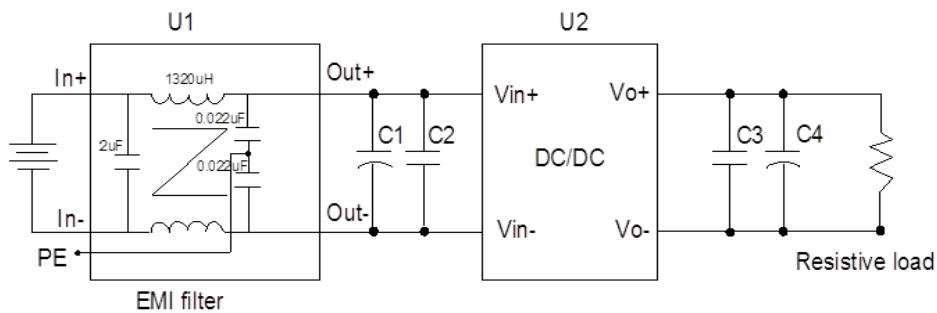 U1
U2
In+
1320uH
Out+
0.022uF
C1
C2
Vin+
Vo+
C3
C4
2uF
0.022uF
DC/DC
In-
Out-
Vin-
Vo-
PE
Resistive load
EMI filter